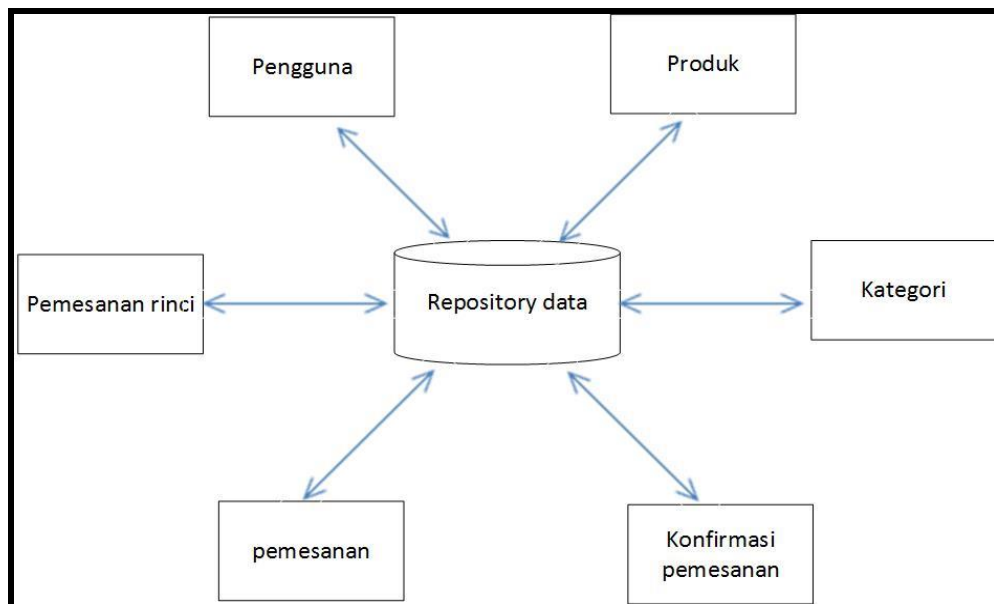 Pengguna
Produk
Pemesanan rinci
Repository data
Kategori
pemesanan
Konfirmasi
pemesanan